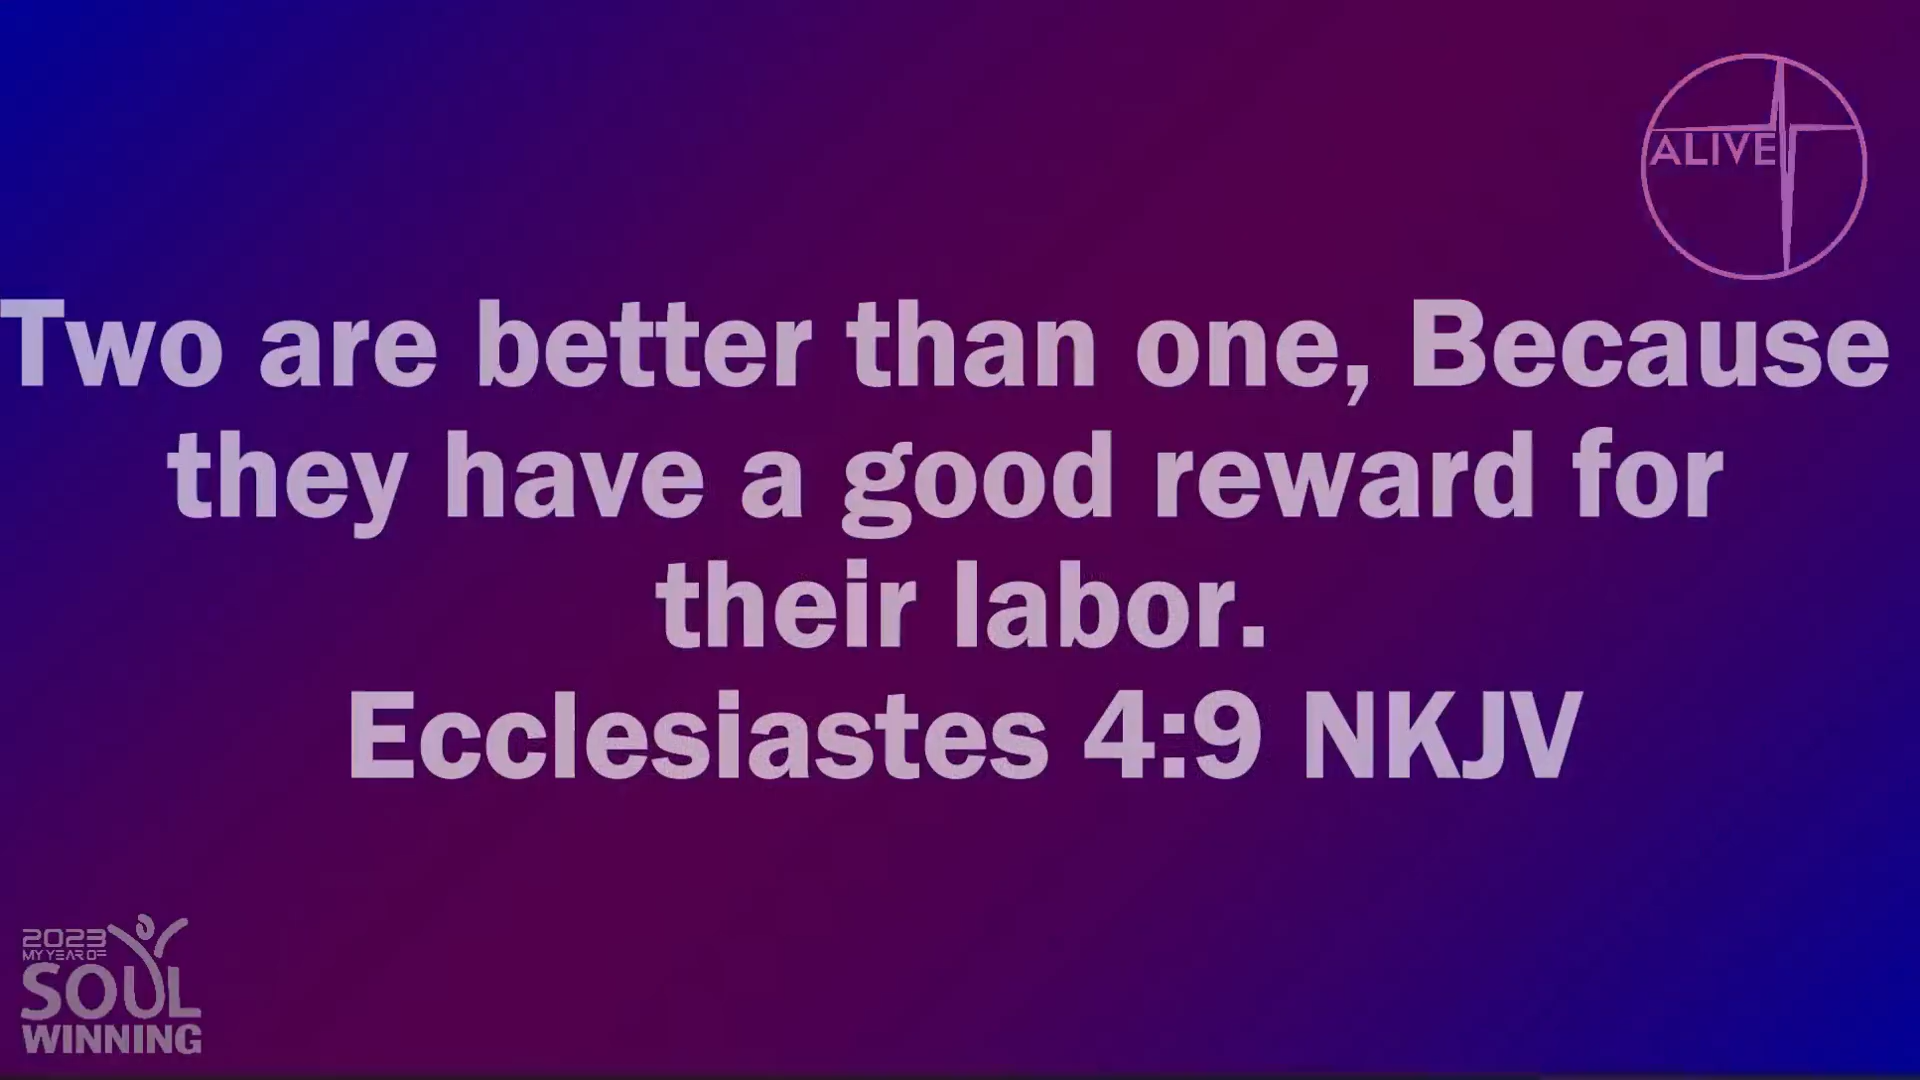 ALIVE
Two are better than one, Because
they have a good reward for
their labor.
Ecclesiastes 4:9 NKJV
2023
MY YEAR OF
SOUL
WINNING